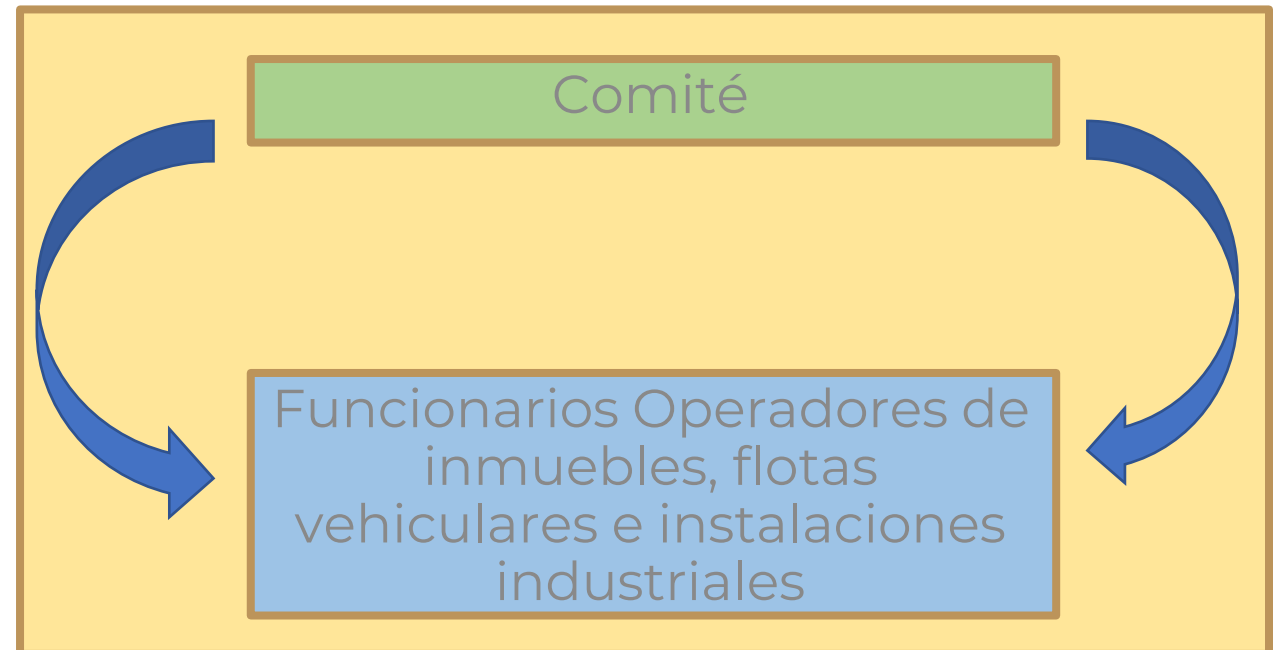 Comité
Funcionarios Operadores de
inmuebles, flotas
vehiculares e instalaciones
industriales